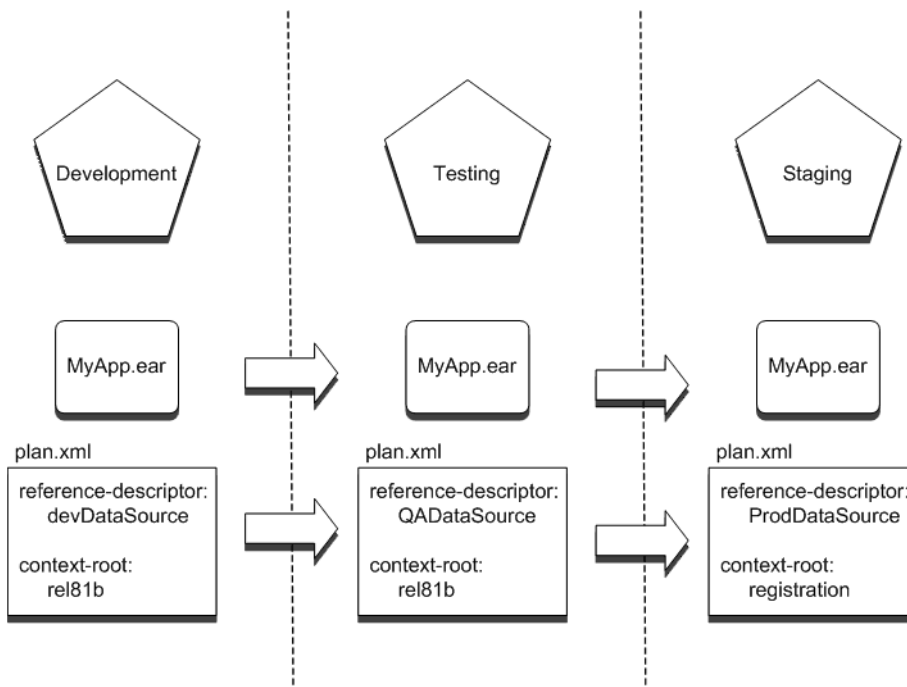 Development
Testing
Staging
MyApp.ear
MyApp.ear
MyApp.ear
plan.xml
reference-descriptor:
devDataSource
context-root:
rel81b
plan.xml
reference-descriptor:
QADataSource
context-root:
rel81b
plan.xml
reference-descriptor:
ProdDataSource
context-root:
registration